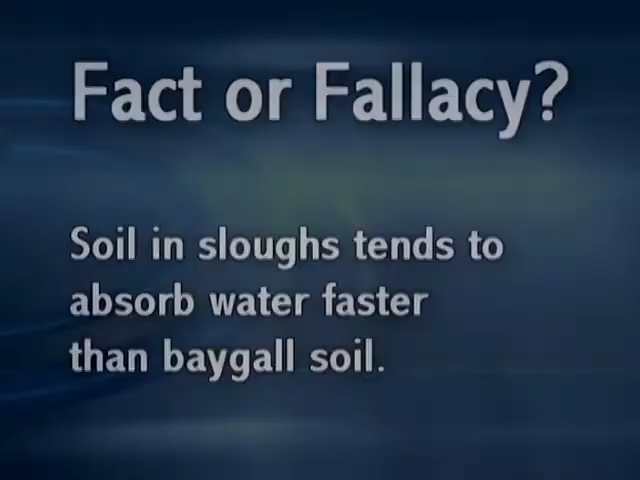 Fact or Fallacy?
Soil in sloughs tends to
absorb water faster
than baygall soil.